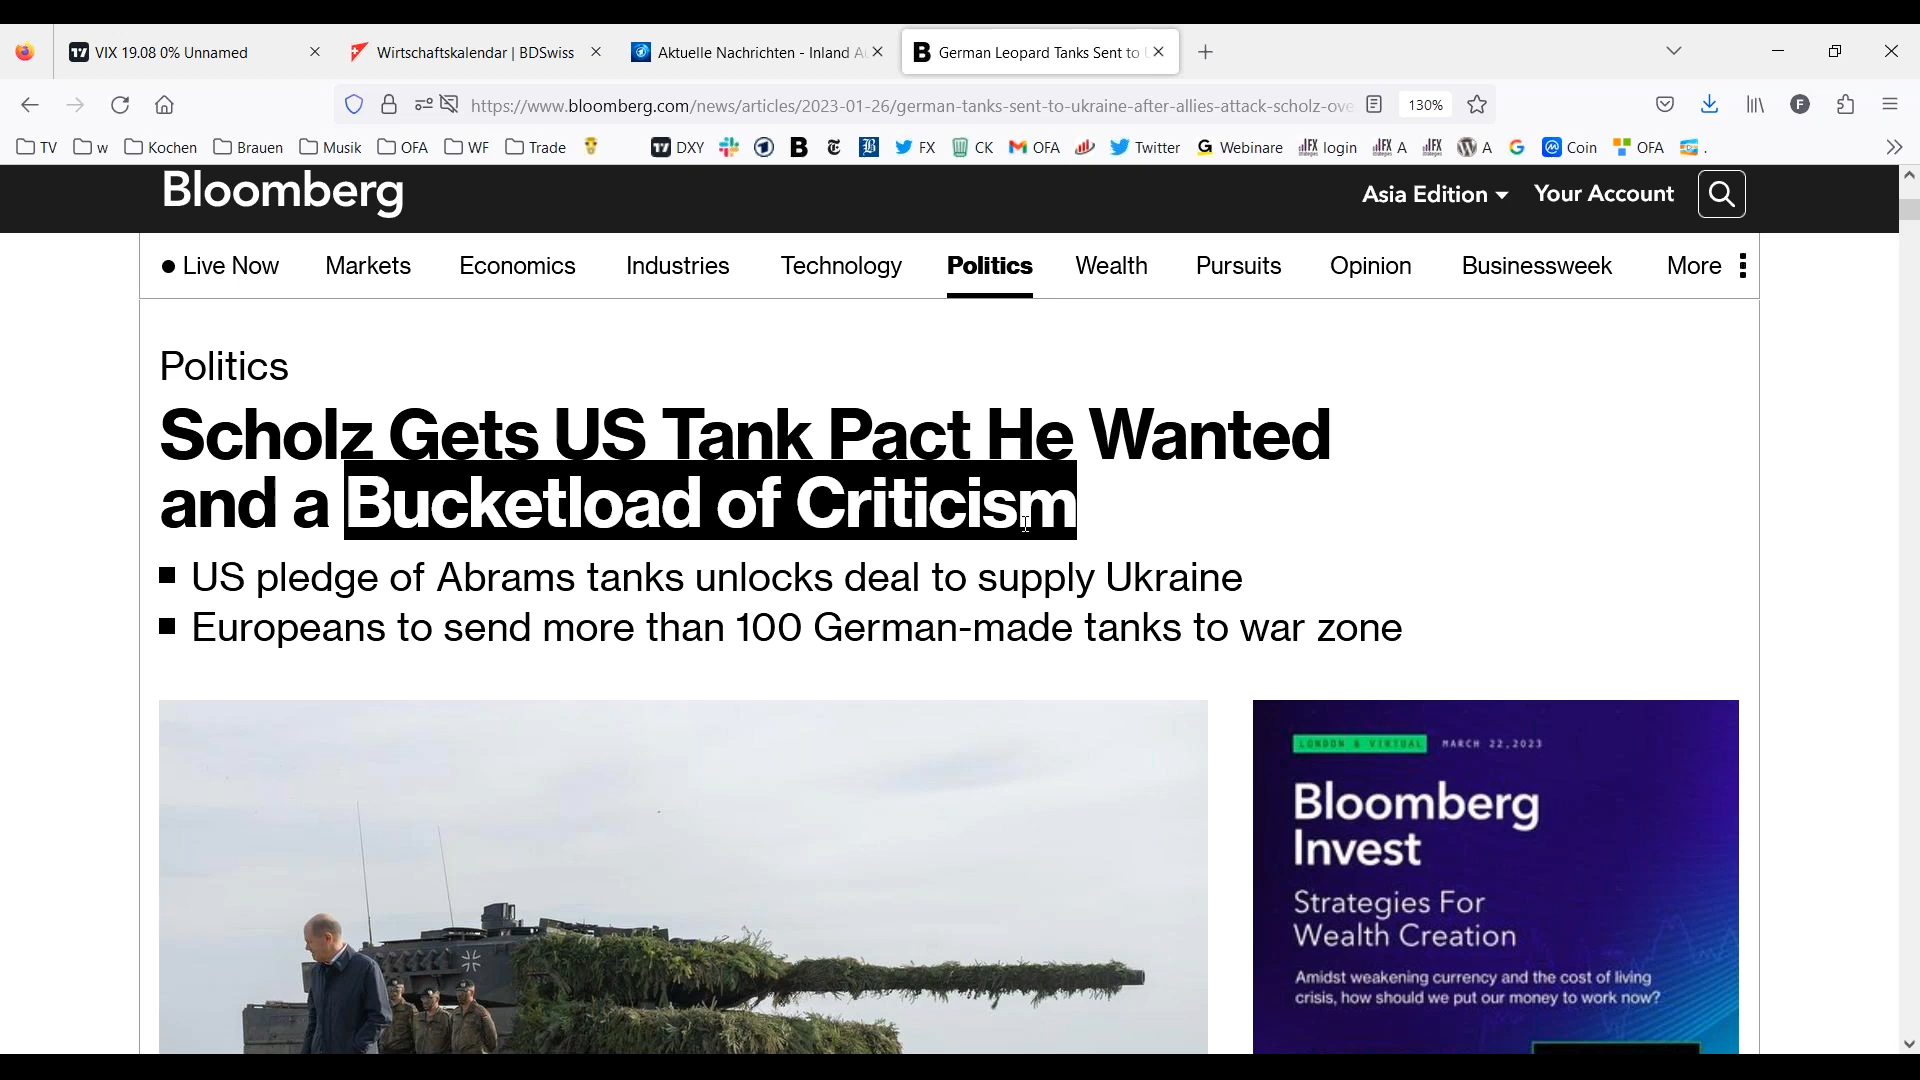 VIX 19.08 0% Unnamed
Wirtschaftskalendar | BDSwiss
Aktuelle Nachrichten - Inland A
German Leopard Tanks Sent to
https://www.bloomberg.com/news/articles/2023-01-26/german-tanks-sent-to-ukraine-after-allies-attack-scholz-ove
130%
TV w Kochen Brauen Musik OFA WF Trade DXY B FX CK OFA Twitter G Webinare IFX login IFX A IFX A G Coin OFA .
Bloomberg
Asia Edition Your Account
Live Now Markets Economics Industries Technology Politics Wealth Pursuits Opinion Businessweek More
Politics
Scholz Gets US Tank Pact He Wanted
and a Bucketload of Criticism
US pledge of Abrams tanks unlocks deal to supply Ukraine
Europeans to send more than 100 German-made tanks to war zone
LONDON & VIRTUAL MARCH 22,2023
Bloomberg
Invest
Strategies For
Wealth Creation
Amidst weakening currency and the cost of living
crisis, how should we put our money to work now?